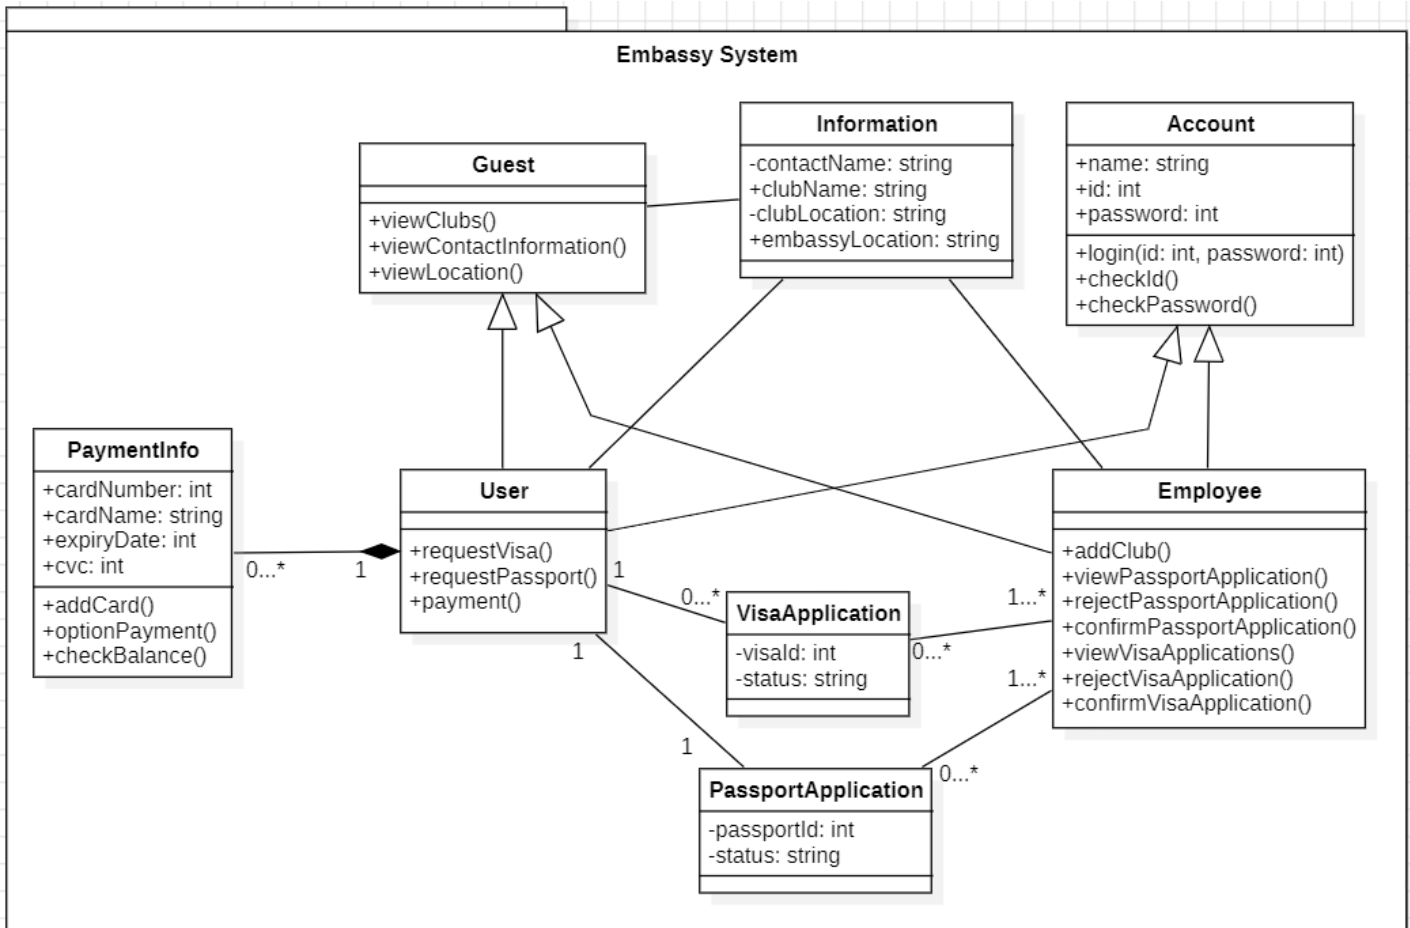 Embassy System
Guest
+viewClubs()
+viewContactInformation()
+viewLocation()
Information
-contactName: string
+clubName: string
-clubLocation: string
+embassyLocation: string
Account
+name: string
+id: int
+password: int
+login(id: int, password: int)
+checkId()
+checkPassword()
PaymentInfo
+cardNumber: int
+cardName: string
+expiryDate: int
+cvc: int
+addCard()
+optionPayment()
+checkBalance()
0...*
1
User
+requestVisa()
+requestPassport()
+payment()
1
0...*
1
1
VisaApplication
-visaId: int
-status: string
0...*
1...*
1...*
0...*
Employee
+addClub()
+viewPassportApplication()
+rejectPassportApplication()
+confirmPassportApplication()
+viewVisaApplications()
+rejectVisaApplication()
+confirmVisaApplication()
PassportApplication
-passportId: int
-status: string